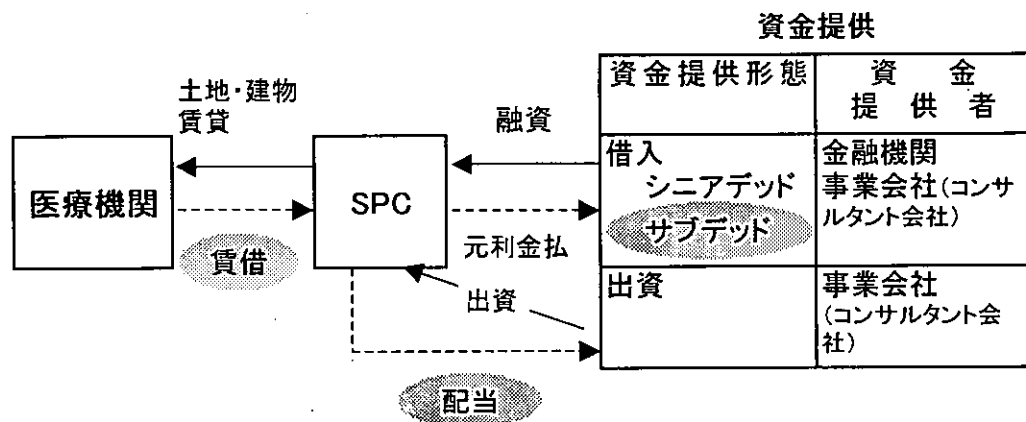 資金提供
資金提供形態
資金
提供者
土地・建物
賃貸
融資
医療機関
SPC
借入
シニアデッド
サブデッド
金融機関
事業会社(コンサ
ルタント会社)
賃借
元利金払
出資
出資
事業会社
(コンサルタント会
社)
配当